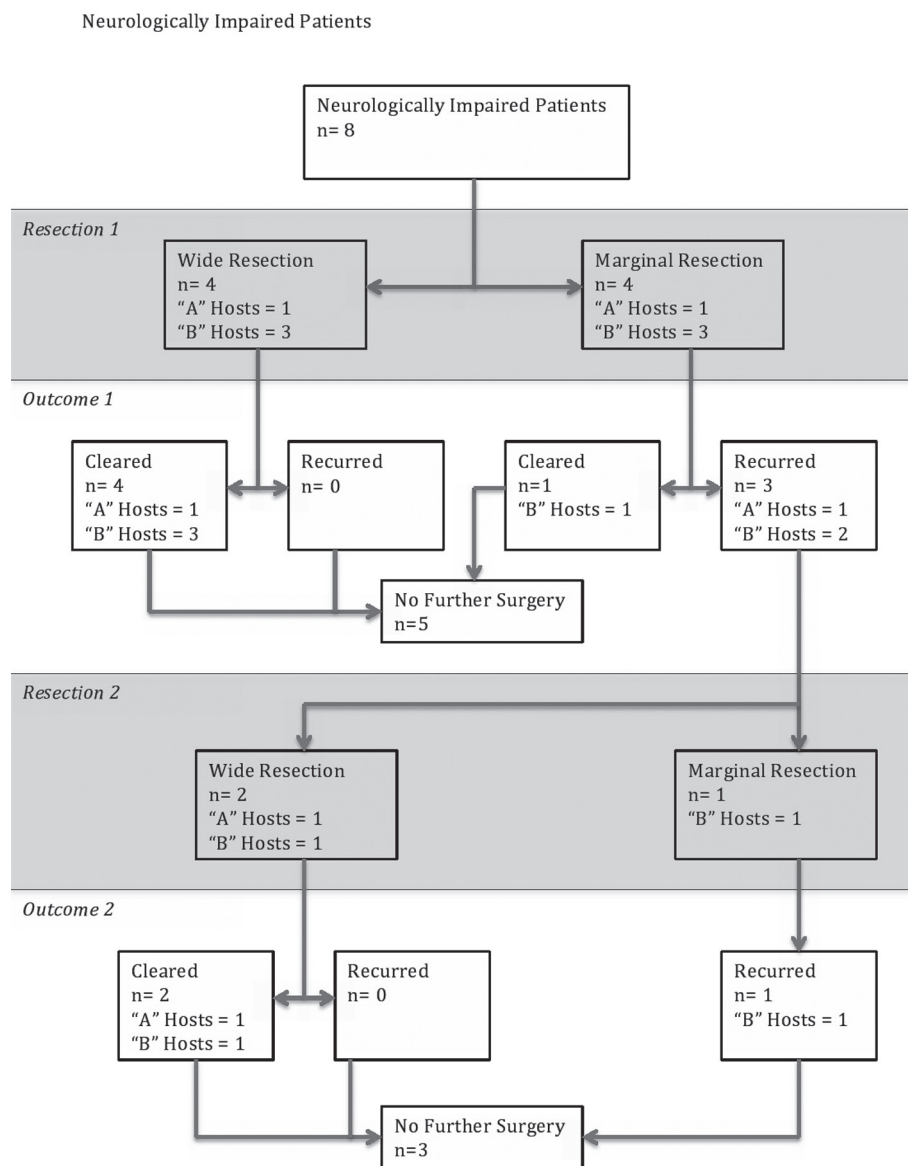 Neurologically Impaired Patients
Neurologically Impaired Patients
n= 8
Resection 1
Wide Resection
n= 4
“A” Hosts = 1
“B” Hosts = 3
Marginal Resection
n= 4
“A” Hosts = 1
“B” Hosts = 3
Outcome 1
Cleared
n= 4
“A” Hosts = 1
“B” Hosts = 3
Recurred
n= 0
Cleared
n=1
“B” Hosts = 1
Recurred
n= 3
“A” Hosts = 1
“B” Hosts = 2
No Further Surgery
n=5
Resection 2
Wide Resection
n= 2
“A” Hosts = 1
“B” Hosts = 1
Marginal Resection
n= 1
“B” Hosts = 1
Outcome 2
Cleared
n= 2
“A” Hosts = 1
“B” Hosts = 1
Recurred
n= 0
Recurred
n= 1
“B” Hosts = 1
No Further Surgery
n=3